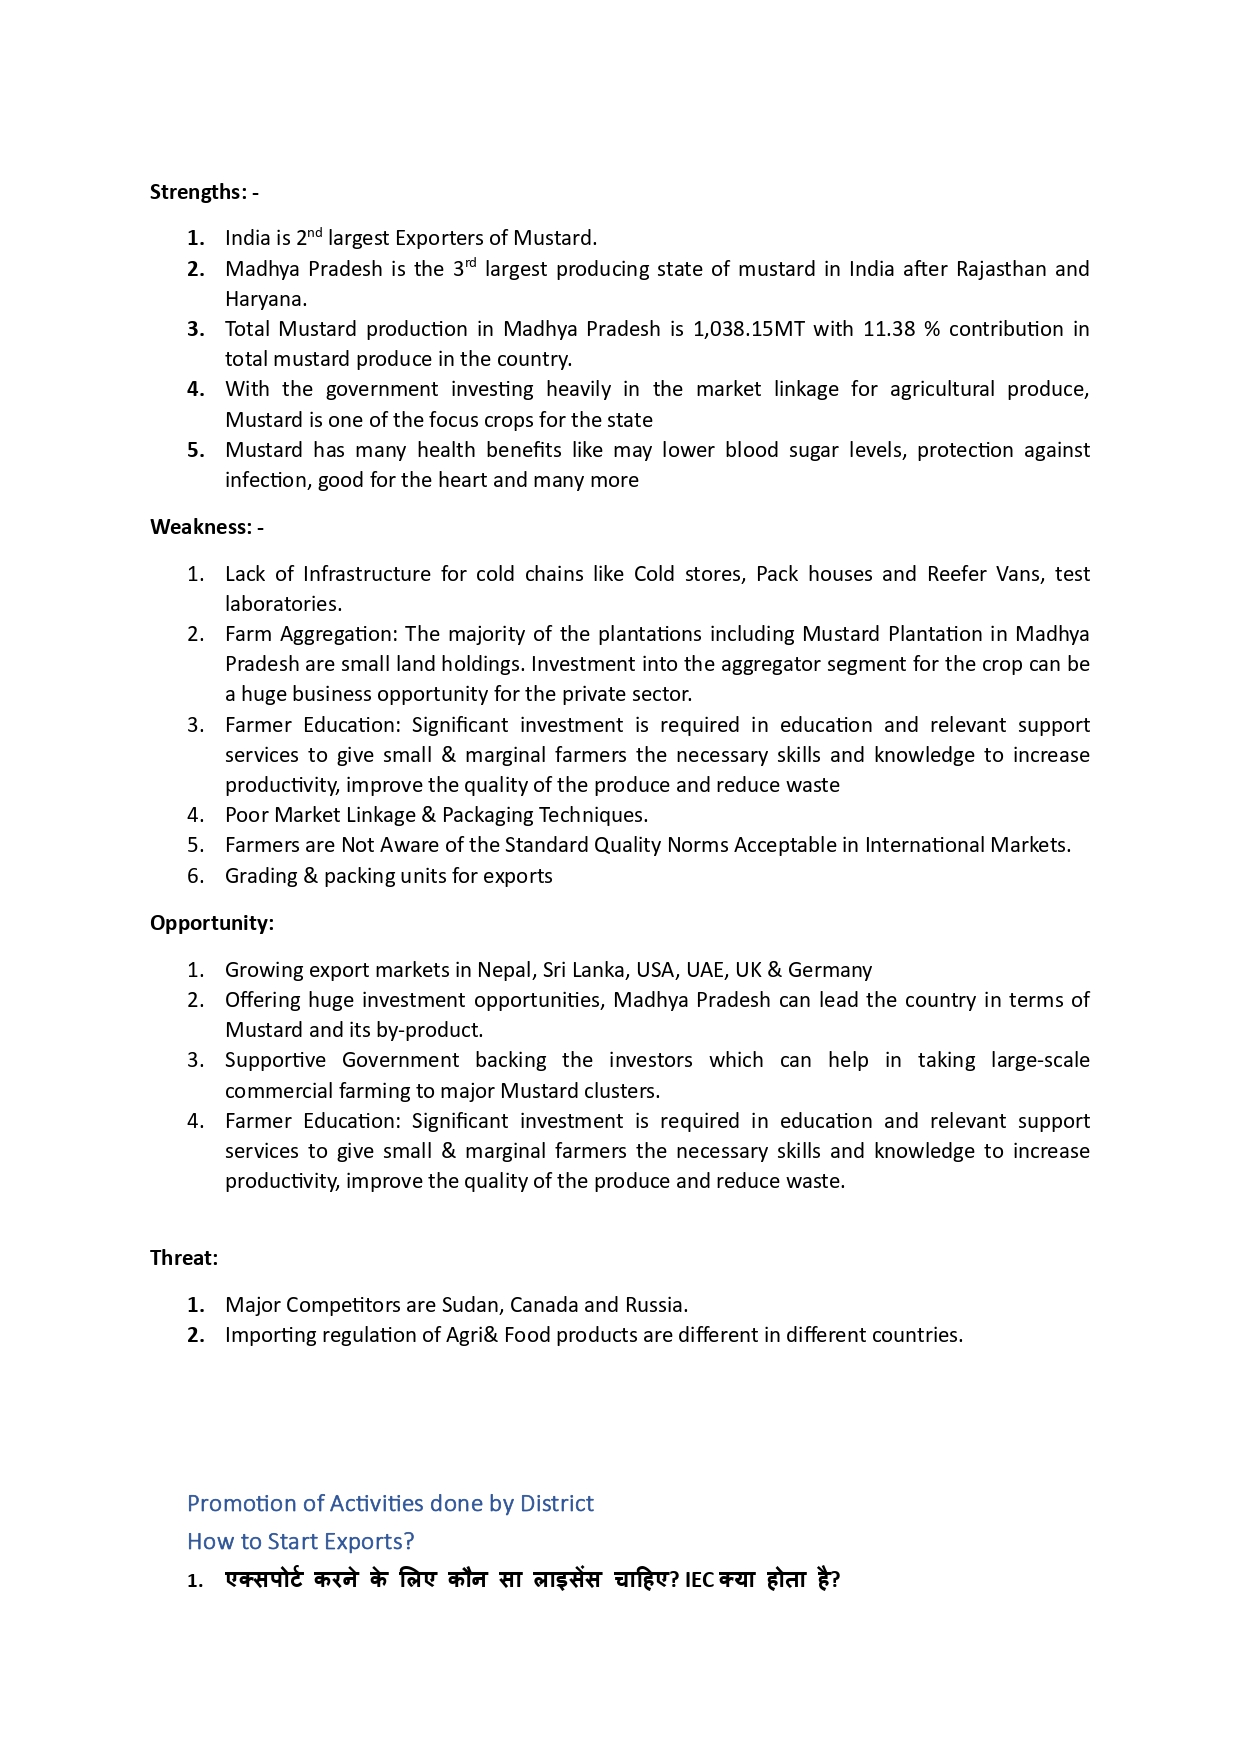 Strengths: -
1. India is 2nd largest Exporters of Mustard.
2. Madhya Pradesh is the 3rd largest producing state of mustard in India after Rajasthan and
Haryana.
3. Total Mustard production in Madhya Pradesh is 1,038.15MT with 11.38 % contribution in
total mustard produce in the country.
4. With the government investing heavily in the market linkage for agricultural produce,
Mustard is one of the focus crops for the state
5. Mustard has many health benefits like may lower blood sugar levels, protection against
infection, good for the heart and many more
Weakness: -
1. Lack of Infrastructure for cold chains like Cold stores, Pack houses and Reefer Vans, test
laboratories.
2. Farm Aggregation: The majority of the plantations including Mustard Plantation in Madhya
Pradesh are small land holdings. Investment into the aggregator segment for the crop can be
a huge business opportunity for the private sector.
3. Farmer Education: Significant investment is required in education and relevant support
services to give small & marginal farmers the necessary skills and knowledge to increase
productivity, improve the quality of the produce and reduce waste
4. Poor Market Linkage & Packaging Techniques.
5. Farmers are Not Aware of the Standard Quality Norms Acceptable in International Markets.
6. Grading & packing units for exports
Opportunity:
1. Growing export markets in Nepal, Sri Lanka, USA, UAE, UK & Germany
2. Offering huge investment opportunities, Madhya Pradesh can lead the country in terms of
Mustard and its by-product.
3. Supportive Government backing the investors which can help in taking large-scale
commercial farming to major Mustard clusters.
4. Farmer Education: Significant investment is required in education and relevant support
services to give small & marginal farmers the necessary skills and knowledge to increase
productivity, improve the quality of the produce and reduce waste.
Threat:
1. Major Competitors are Sudan, Canada and Russia.
2. Importing regulation of Agri& Food products are different in different countries.
Promotion of Activities done by District
How to Start Exports?
1. एक्सपोर्ट करने के लिए कौन सा लाइसेंस चाहिए? IEC क्या होता है?